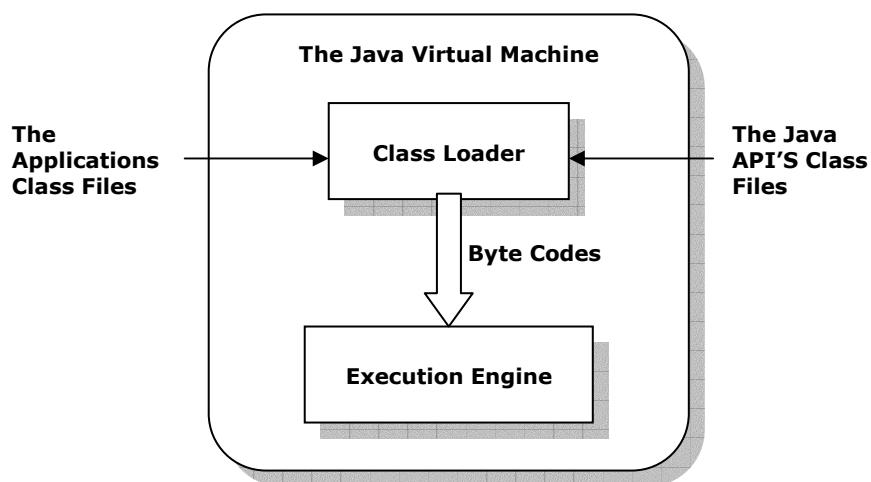 The Java Virtual Machine
The
Applications
Class Files
Class Loader
The Java
API’S Class
Files
Byte Codes
Execution Engine